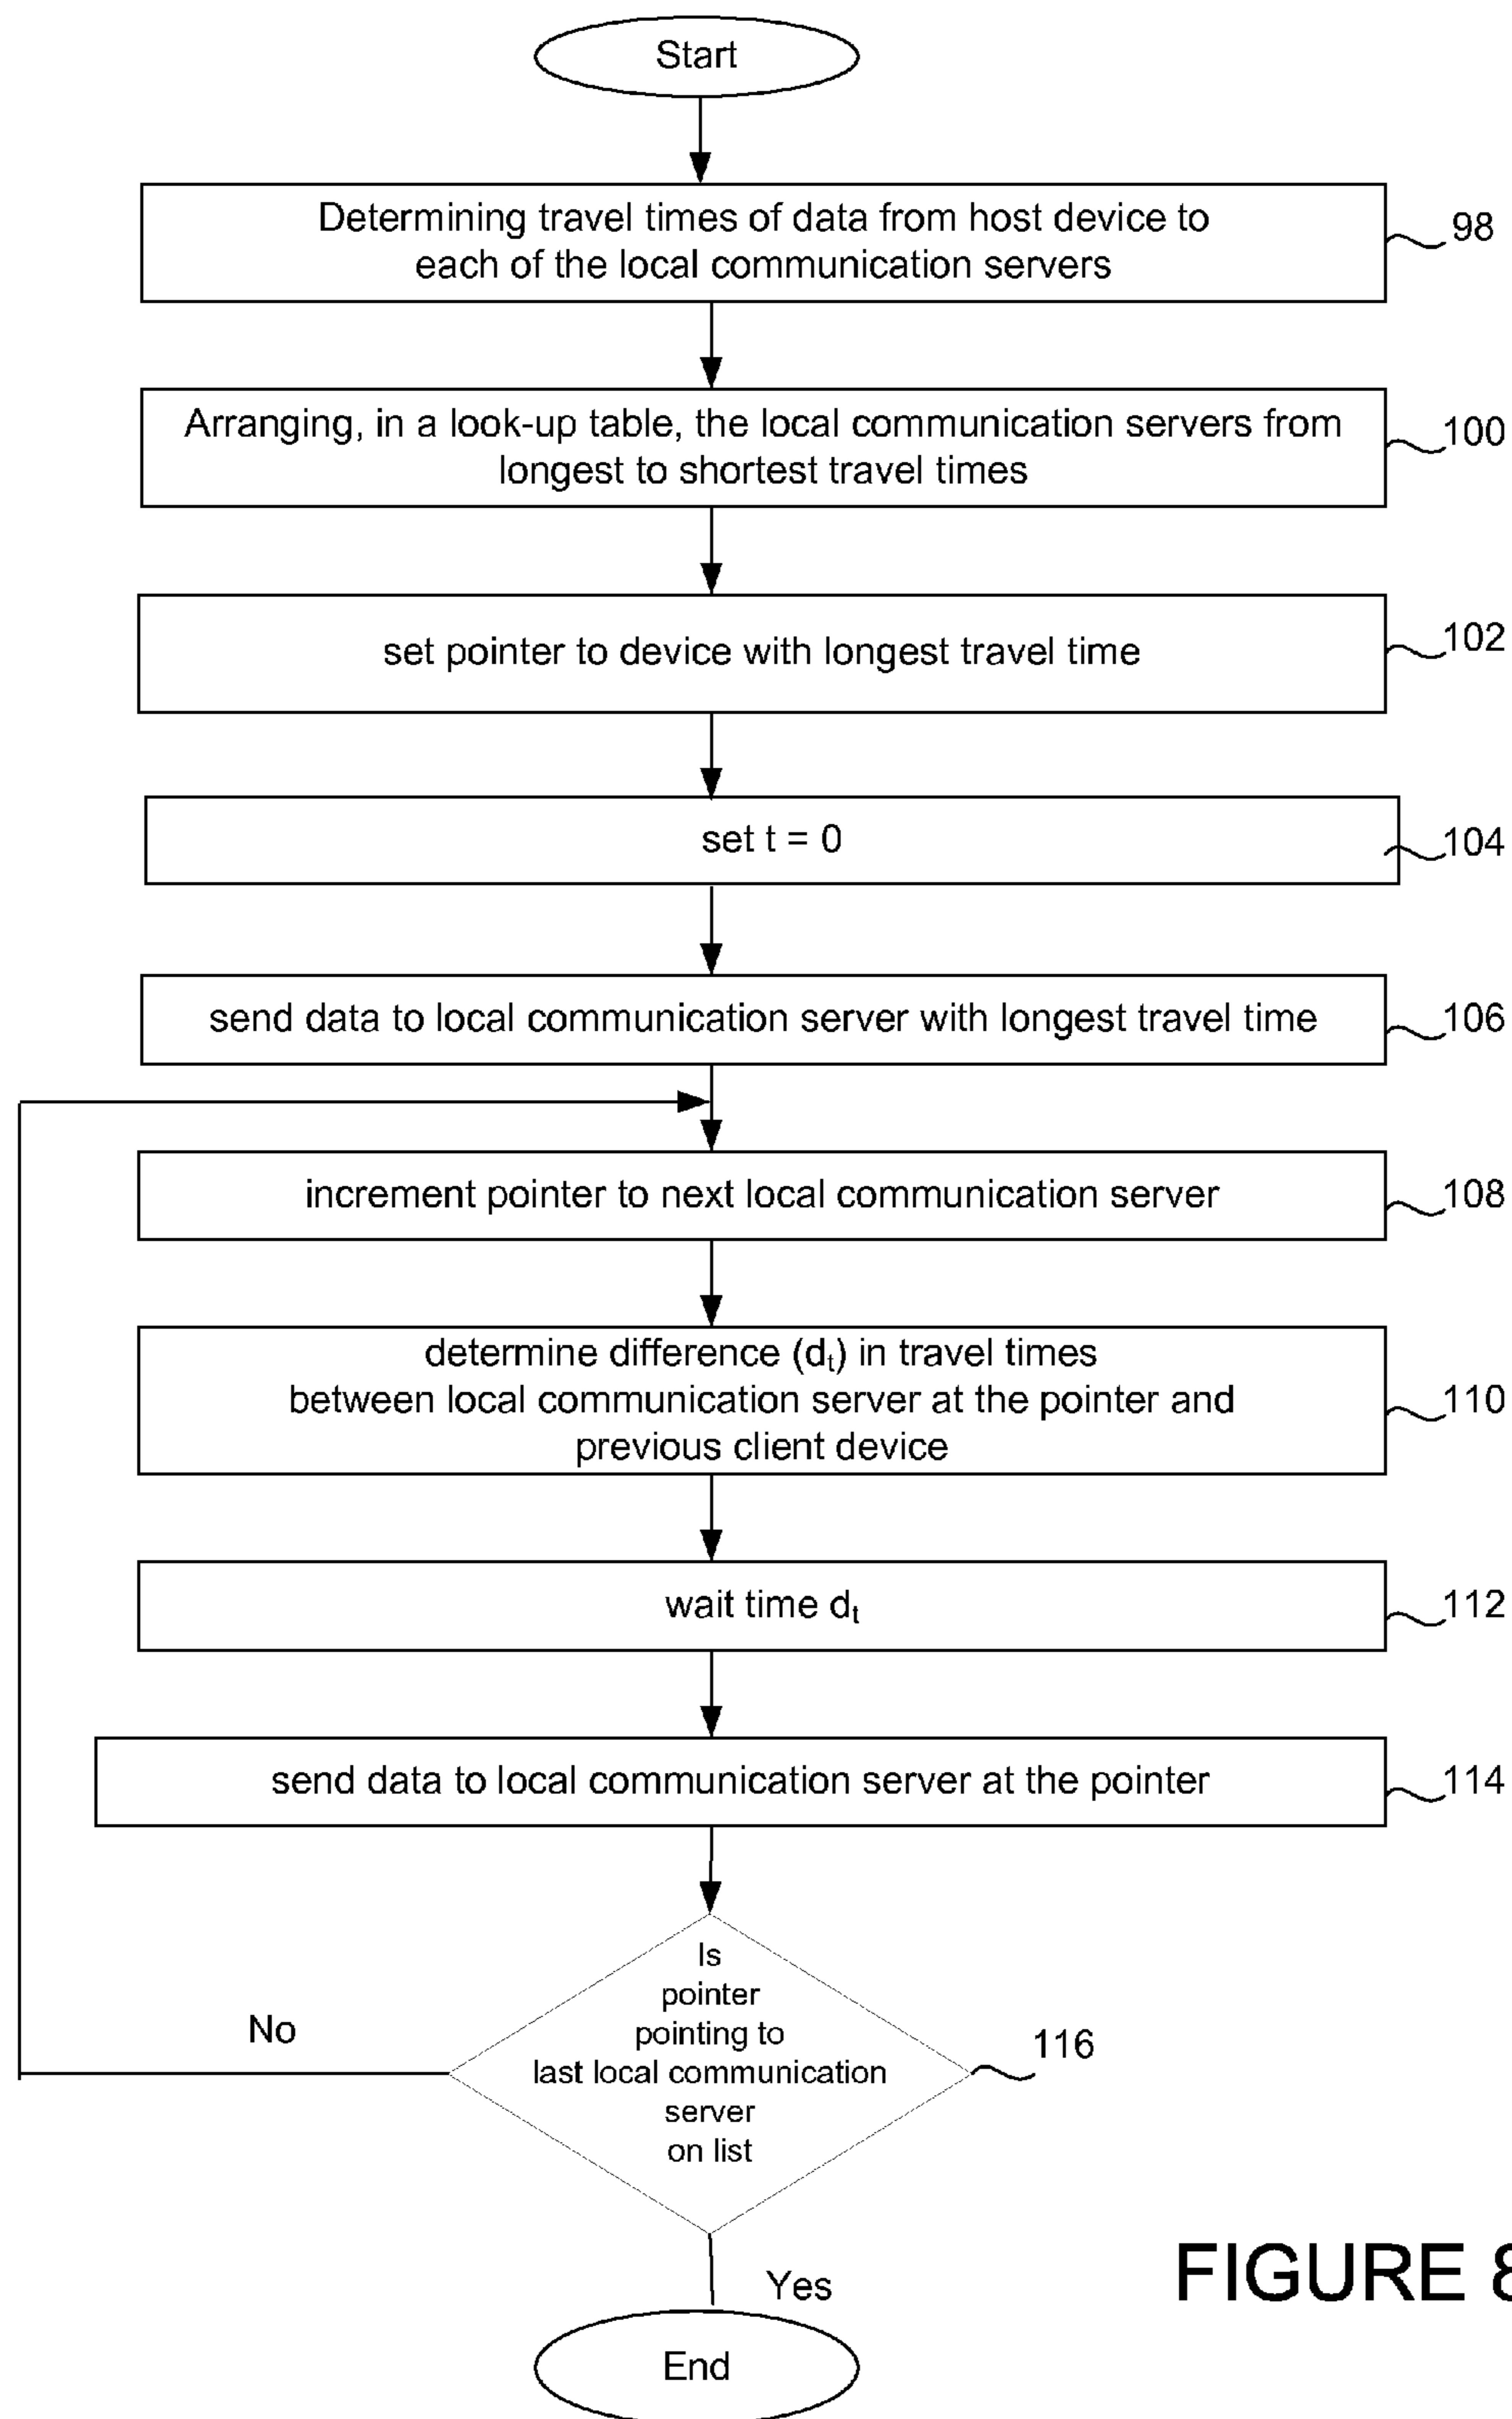 Start
Determining travel times of data from host device to
each of the local communication servers
98
Arranging, in a look-up table, the local communication servers from
longest to shortest travel times
100
set pointer to device with longest travel time
102
set t = 0
104
send data to local communication server with longest travel time
106
increment pointer to next local communication server
108
determine difference (dt) in travel times
between local communication server at the pointer and
previous client device
110
wait time dt
112
send data to local communication server at the pointer
114
Is
pointer
pointing to
last local communication
server
on list
116
No
Yes
End
FIGURE 8